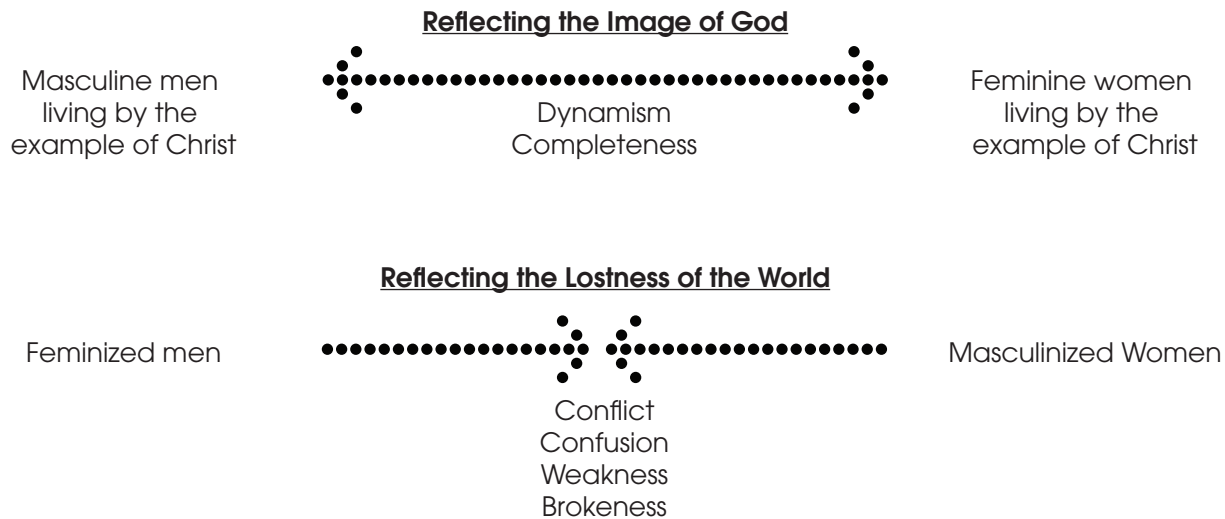 Reflecting the Image of God
Masculine men
living by the
example of Christ
Dynamism
Completeness
Feminine women
living by the
example of Christ
Reflecting the Lostness of the World
Feminized men
Masculinized Women
Conflict
Confusion
Weakness
Brokeness